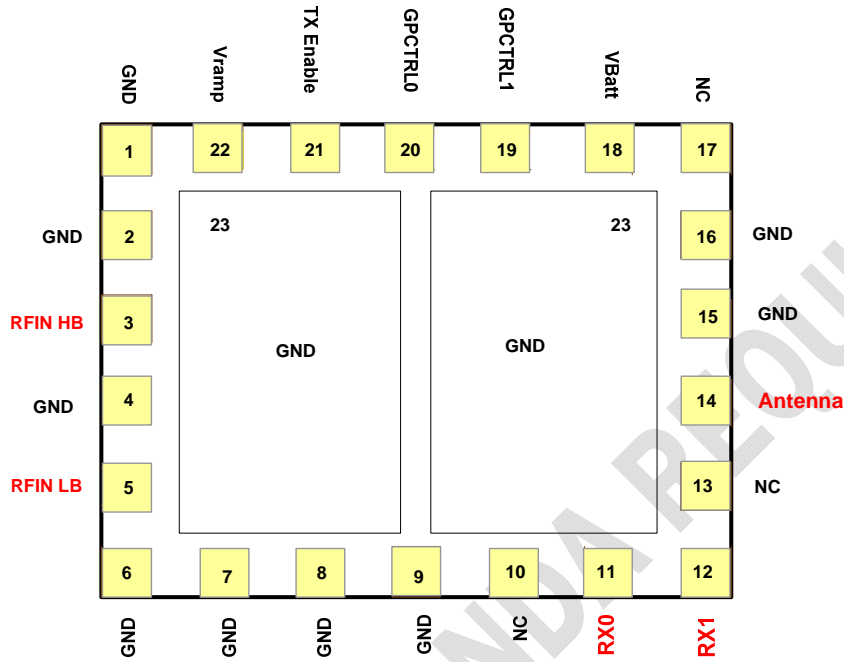 GND
Vramp
TX Enable
GPCTRL0
GPCTRL1
VBatt
NC
1
22
21
20
19
18
17
GND
2
23
23
16
GND
RFIN HB
3
15
GND
GND
GND
GND
4
14
Antenna
RFIN LB
5
13
NC
6
7
8
9
10
11
12
GND
GND
GND
GND
NC
RX0
RX1